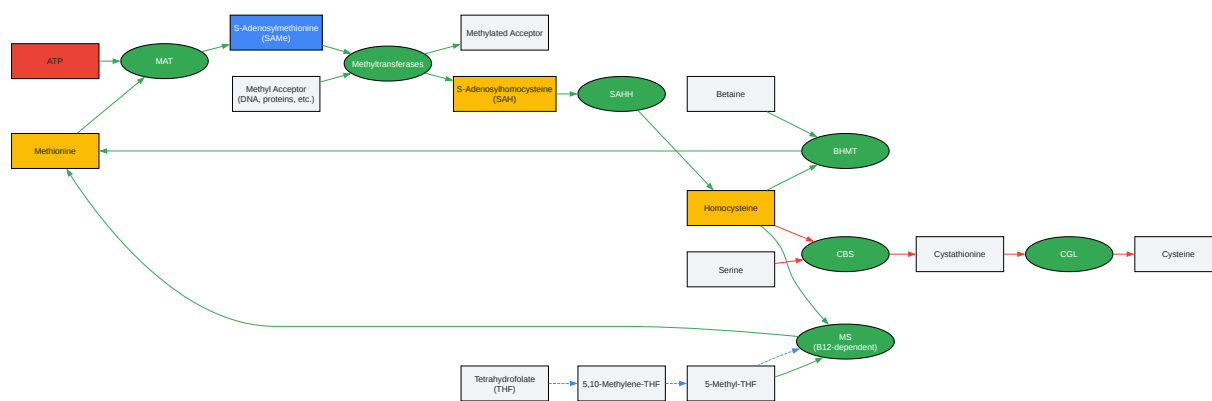 ATP
MAT
S-Adenosylmethionine
(SAMe)
Methyl Acceptor
(DNA, proteins, etc.)
Methyltransferases
Methylated Acceptor
S-Adenosylhomocysteine
(SAH)
SAHH
Betaine
BHMT
Methionine
Homocysteine
Serine
CBS
Cystathionine
CGL
Cysteine
MS
(B12-dependent)
Tetrahydrofolate
(THF)
5,10-Methylene-THF
5-Methyl-THF